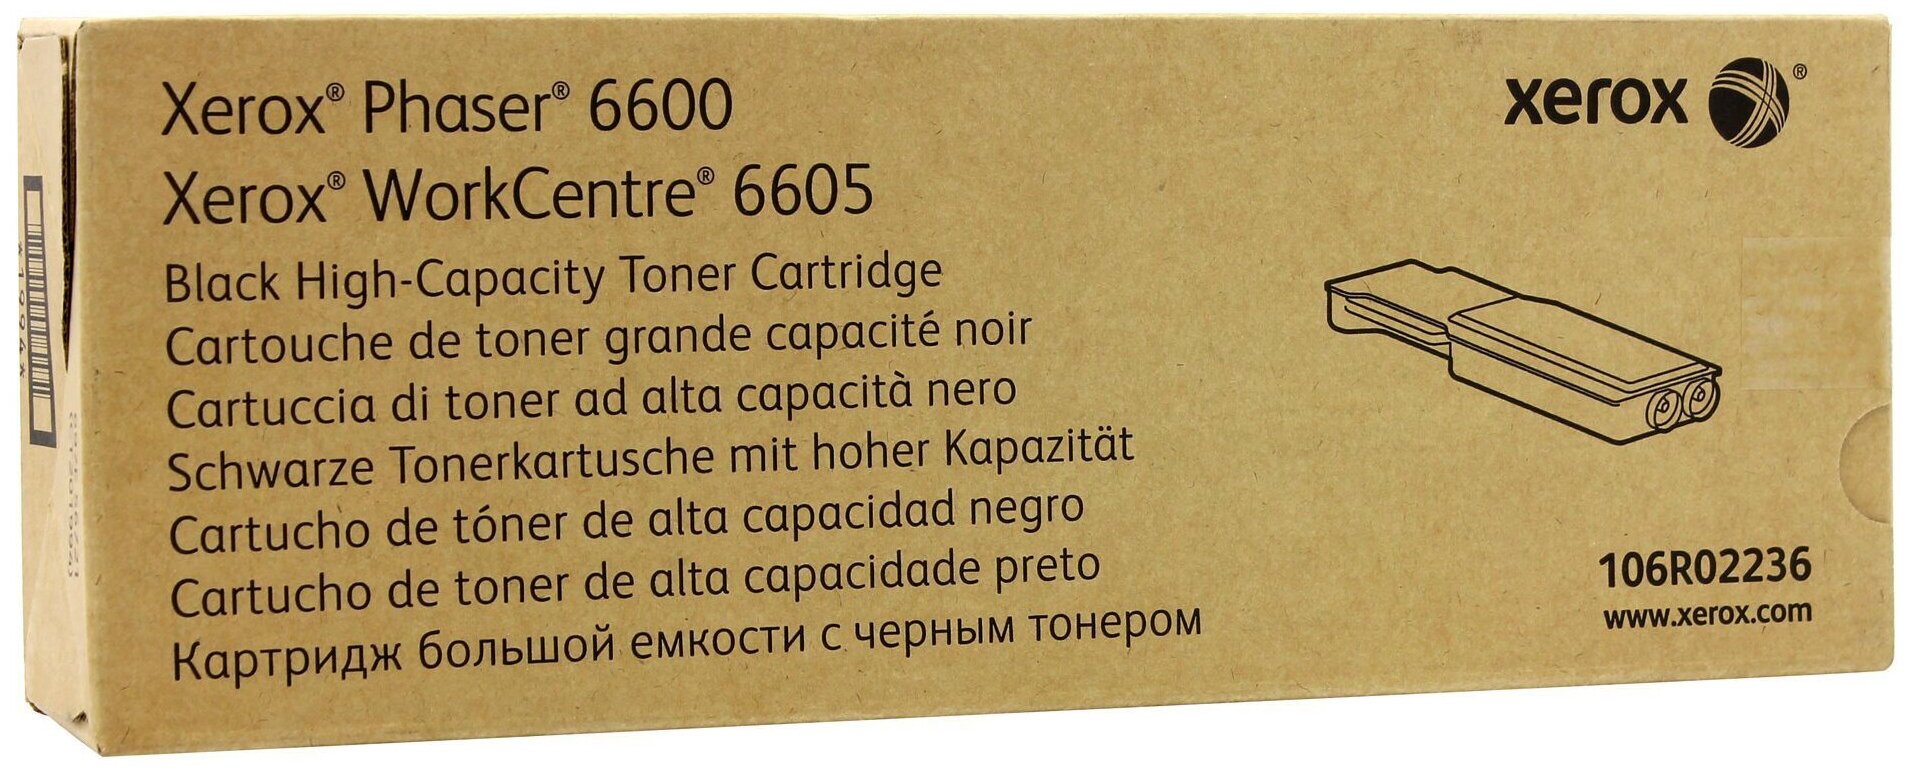 Xerox® Phaser® 6600
Xerox® WorkCentre® 6605
Black High-Capacity Toner Cartridge
Cartouche de toner grande capacité noir
Cartuccia di toner ad alta capacità nero
Schwarze Tonerkartusche mit hoher Kapazität
Cartucho de tóner de alta capacidad negro
Cartucho de toner de alta capacidade preto
Картридж большой емкости с черным тонером
xerox ®
106R02236
www.xerox.com